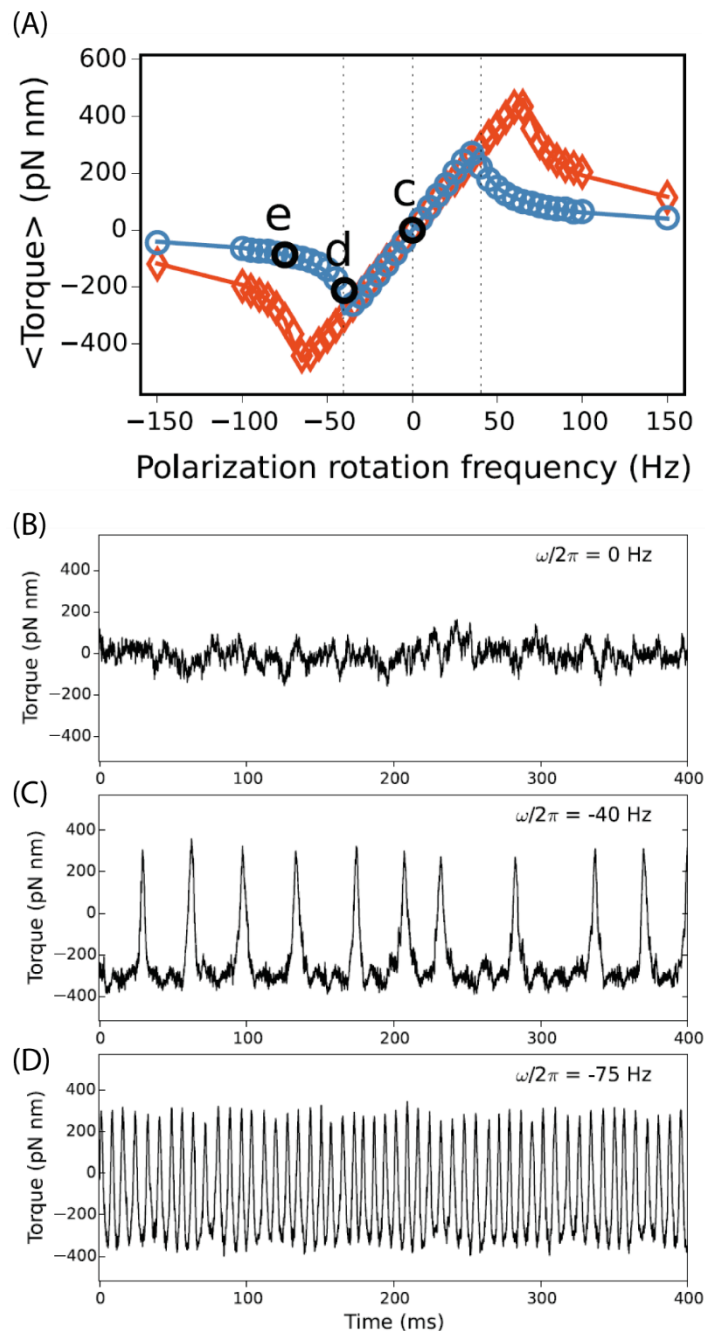 (A)
<Torque> (pN nm)
600
400
200
0
−200
−400
c
d
e
−150
−100
−50
0
50
100
150
Polarization rotation frequency (Hz)
(B)
Torque (pN nm)
400
200
0
−200
−400
ω/2π = 0 Hz
0
100
200
300
400
(C)
Torque (pN nm)
400
200
0
−200
−400
ω/2π = -40 Hz
0
100
200
300
400
(D)
Torque (pN nm)
400
200
0
−200
−400
ω/2π = -75 Hz
0
100
200
300
400
Time (ms)